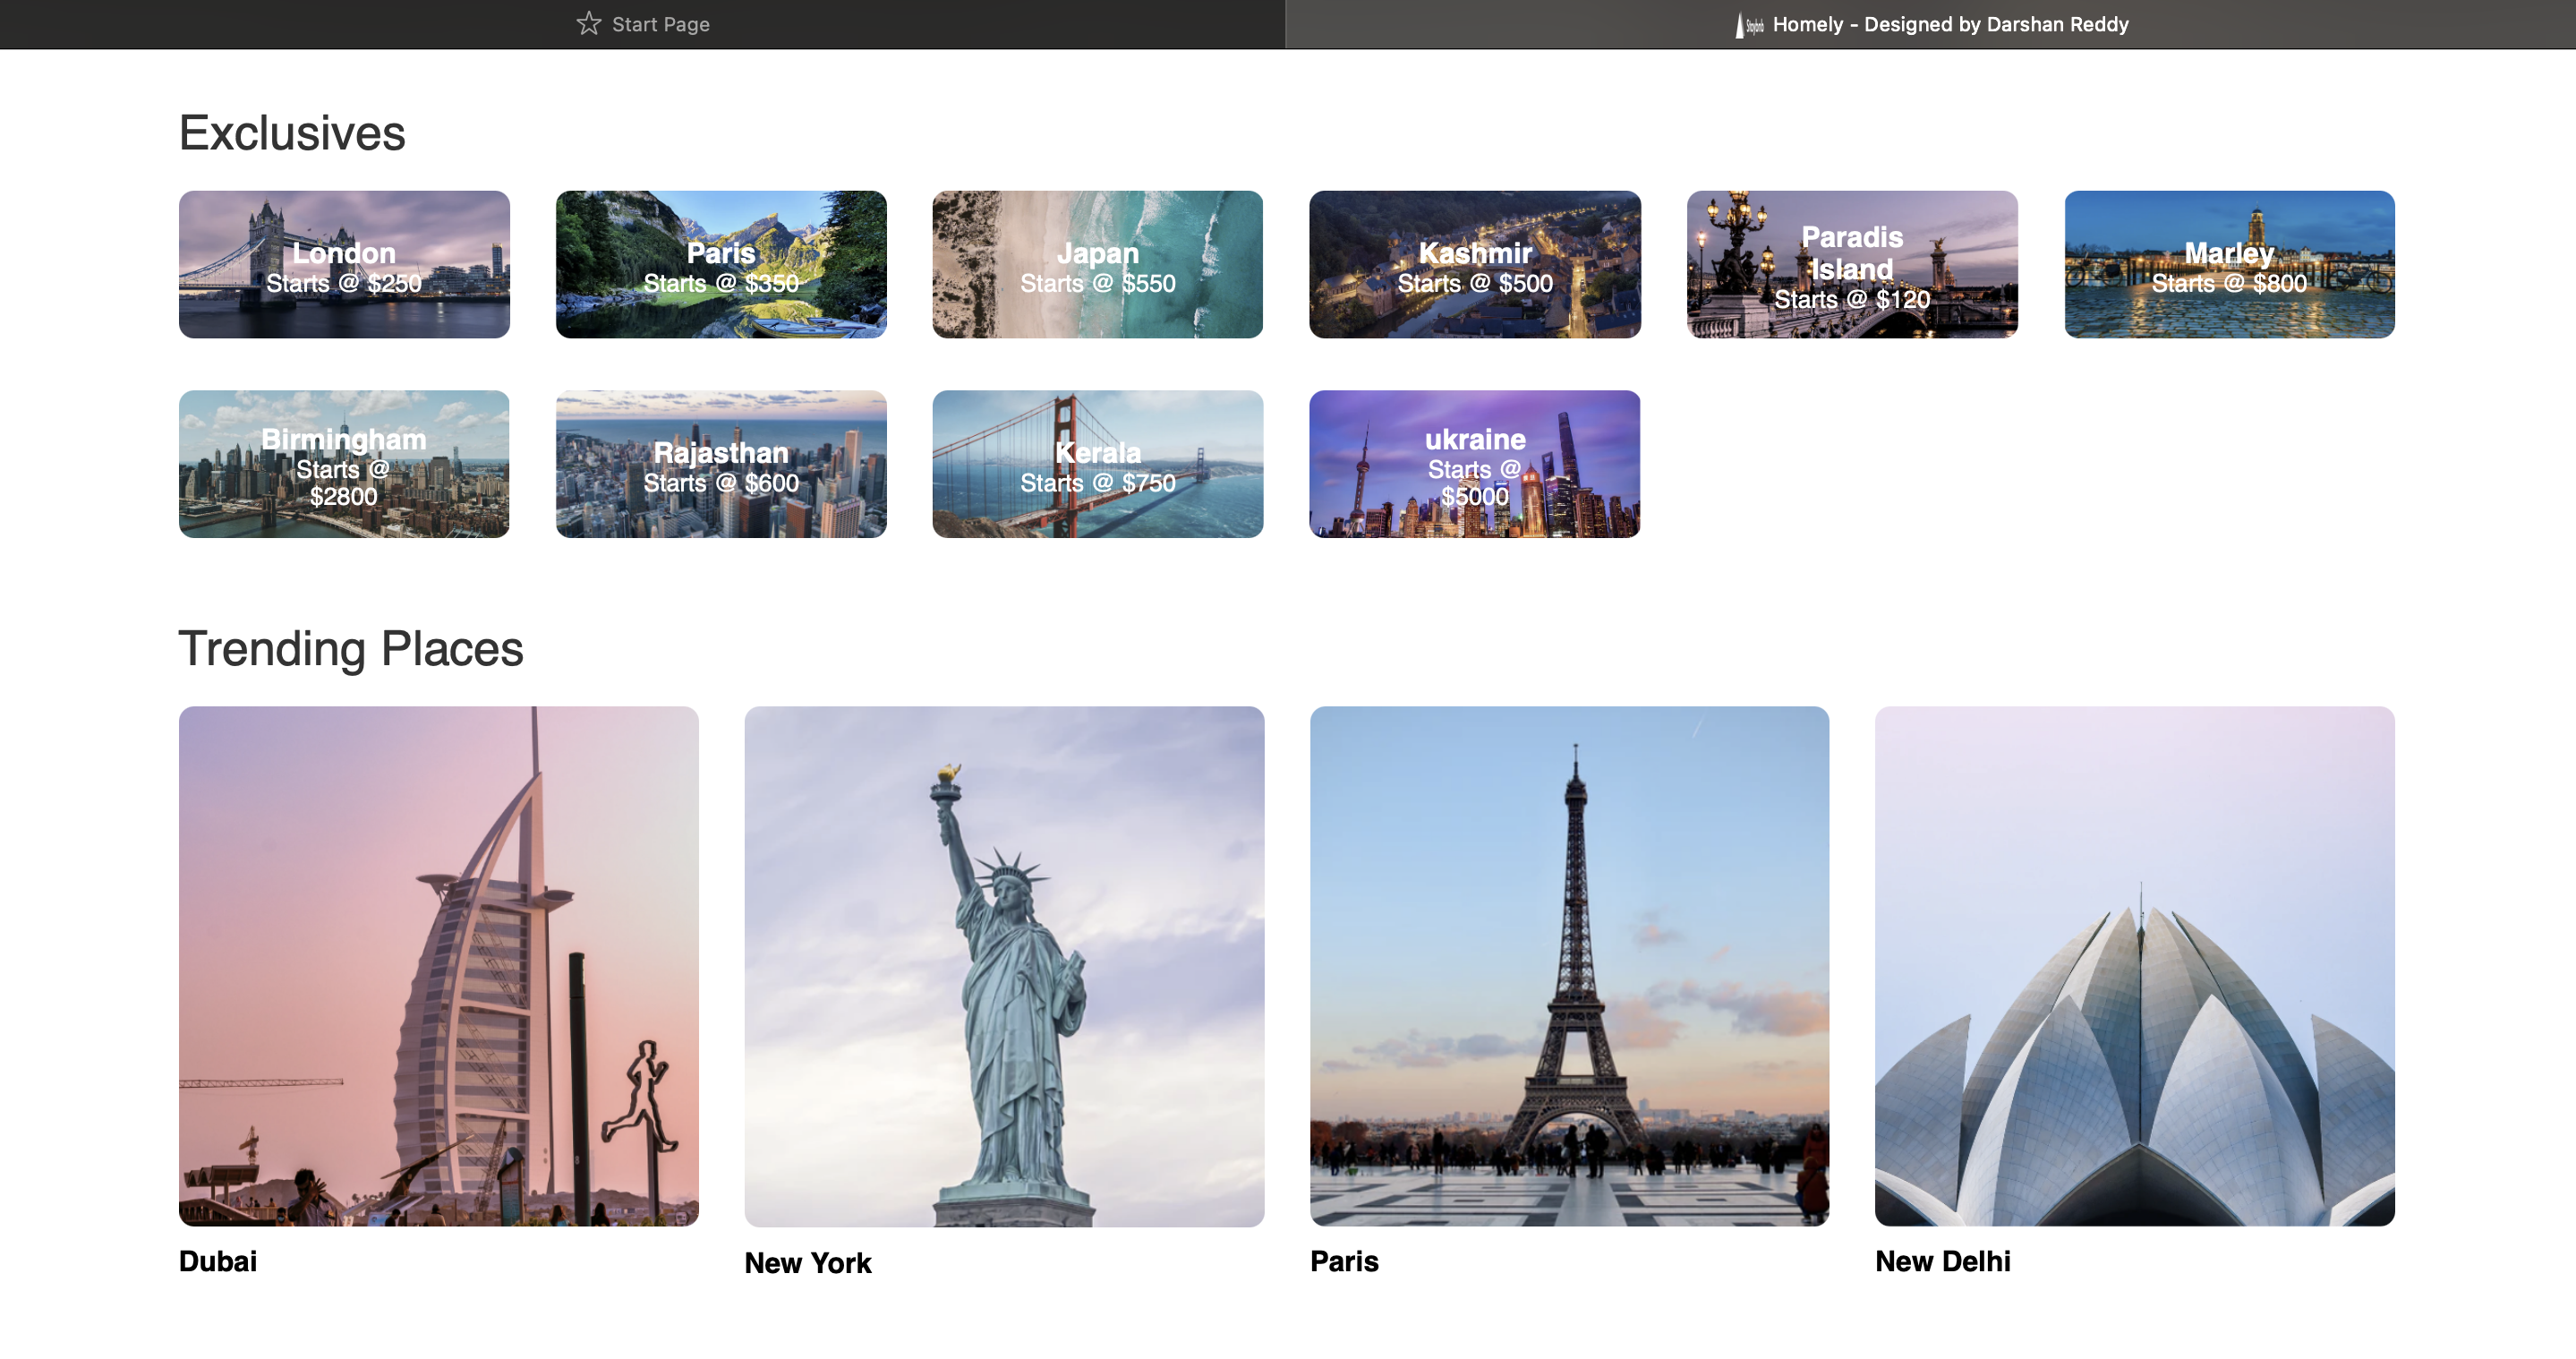 Start Page
Homely - Designed by Darshan Reddy
Exclusives
London
Starts @ $250
Paris
Starts @ $350
Japan
Starts @ $550
Kashmir
Starts @ $500
Paradis
Island
Starts @ $120
Marley
Starts @ $800
Birmingham
Starts @
$2800
Rajasthan
Starts @ $600
Kerala
Starts @ $750
ukraine
Starts @
$5000
Trending Places
Dubai
New York
Paris
New Delhi